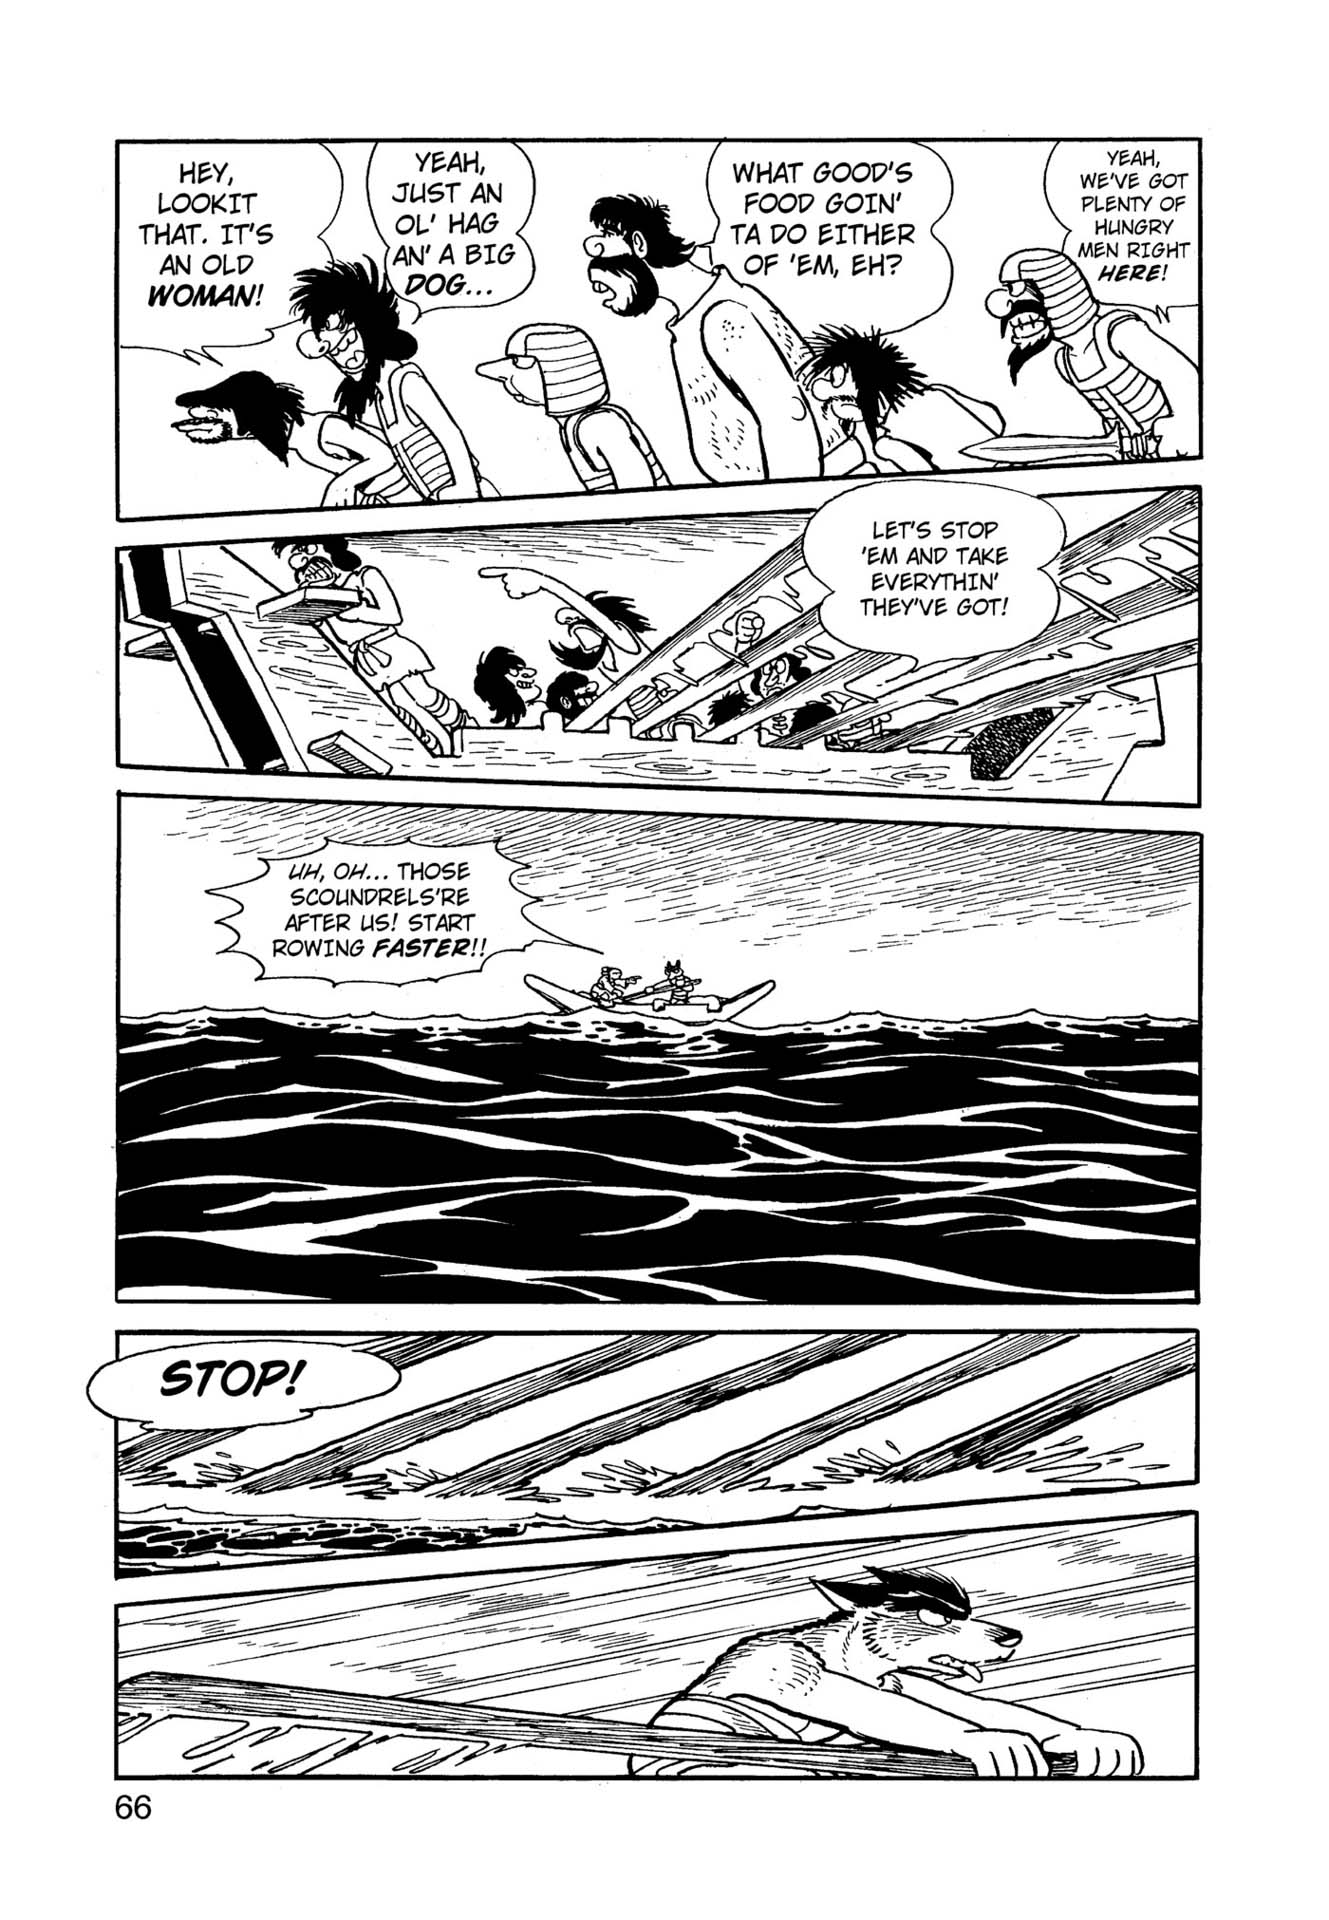 HEY,
LOOKIT
THAT. IT'S
AN OLD
WOMAN!
YEAH,
JUST AN
OL' HAG
AN' A BIG
DOG...
WHAT GOOD'S
FOOD GOIN'
TA DO EITHER
OF 'EM, EH?
YEAH,
WE'VE GOT
PLENTY OF
HUNGRY
MEN RIGHT
HERE!
LET'S STOP
'EM AND TAKE
EVERYTHIN'
THEY'VE GOT!
UH, OH... THOSE
SCOUNDRELS'RE
AFTER US! START
ROWING FASTER!!
STOP!
66